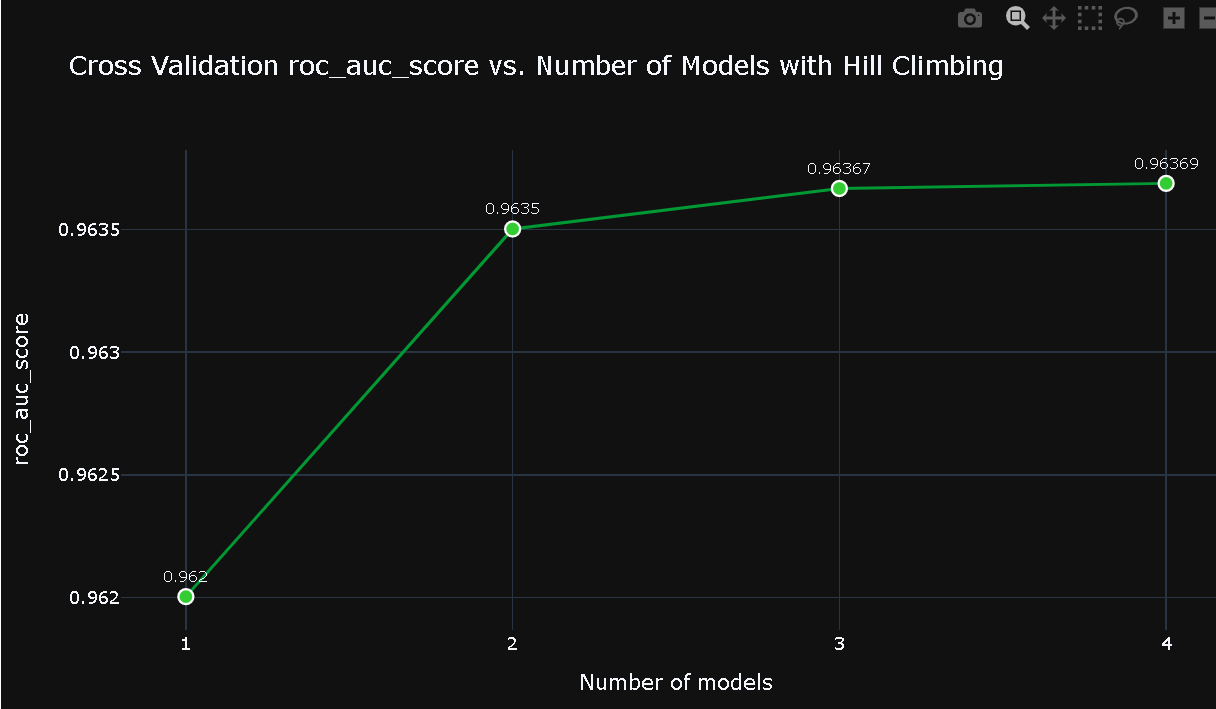 Cross Validation roc_auc_score vs. Number of Models with Hill Climbing
0.96369
0.96367
0.9635
0.9635
0.963
roc_auc_score
0.9625
0.962
0.962
1 2 3 4
Number of models